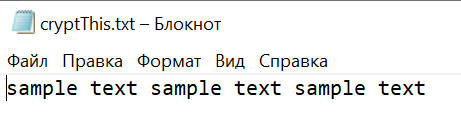 cryptThis.txt – Блокнот
Файл Правка Формат Вид Справка
sample text sample text sample text